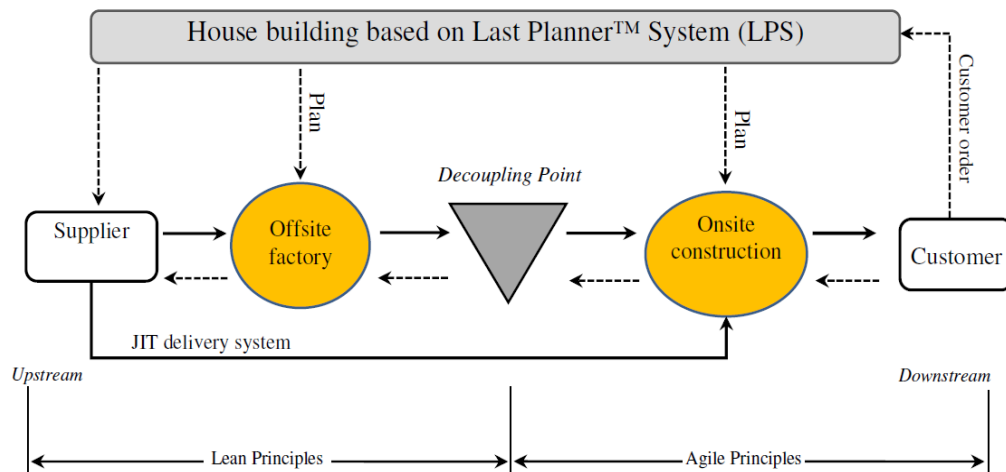 House building based on Last Planner™ System (LPS)
Customer order
Plan
Plan
Decoupling Point
Supplier
Offsite
factory
Onsite
construction
Customer
JIT delivery system
Upstream
Downstream
Lean Principles
Agile Principles